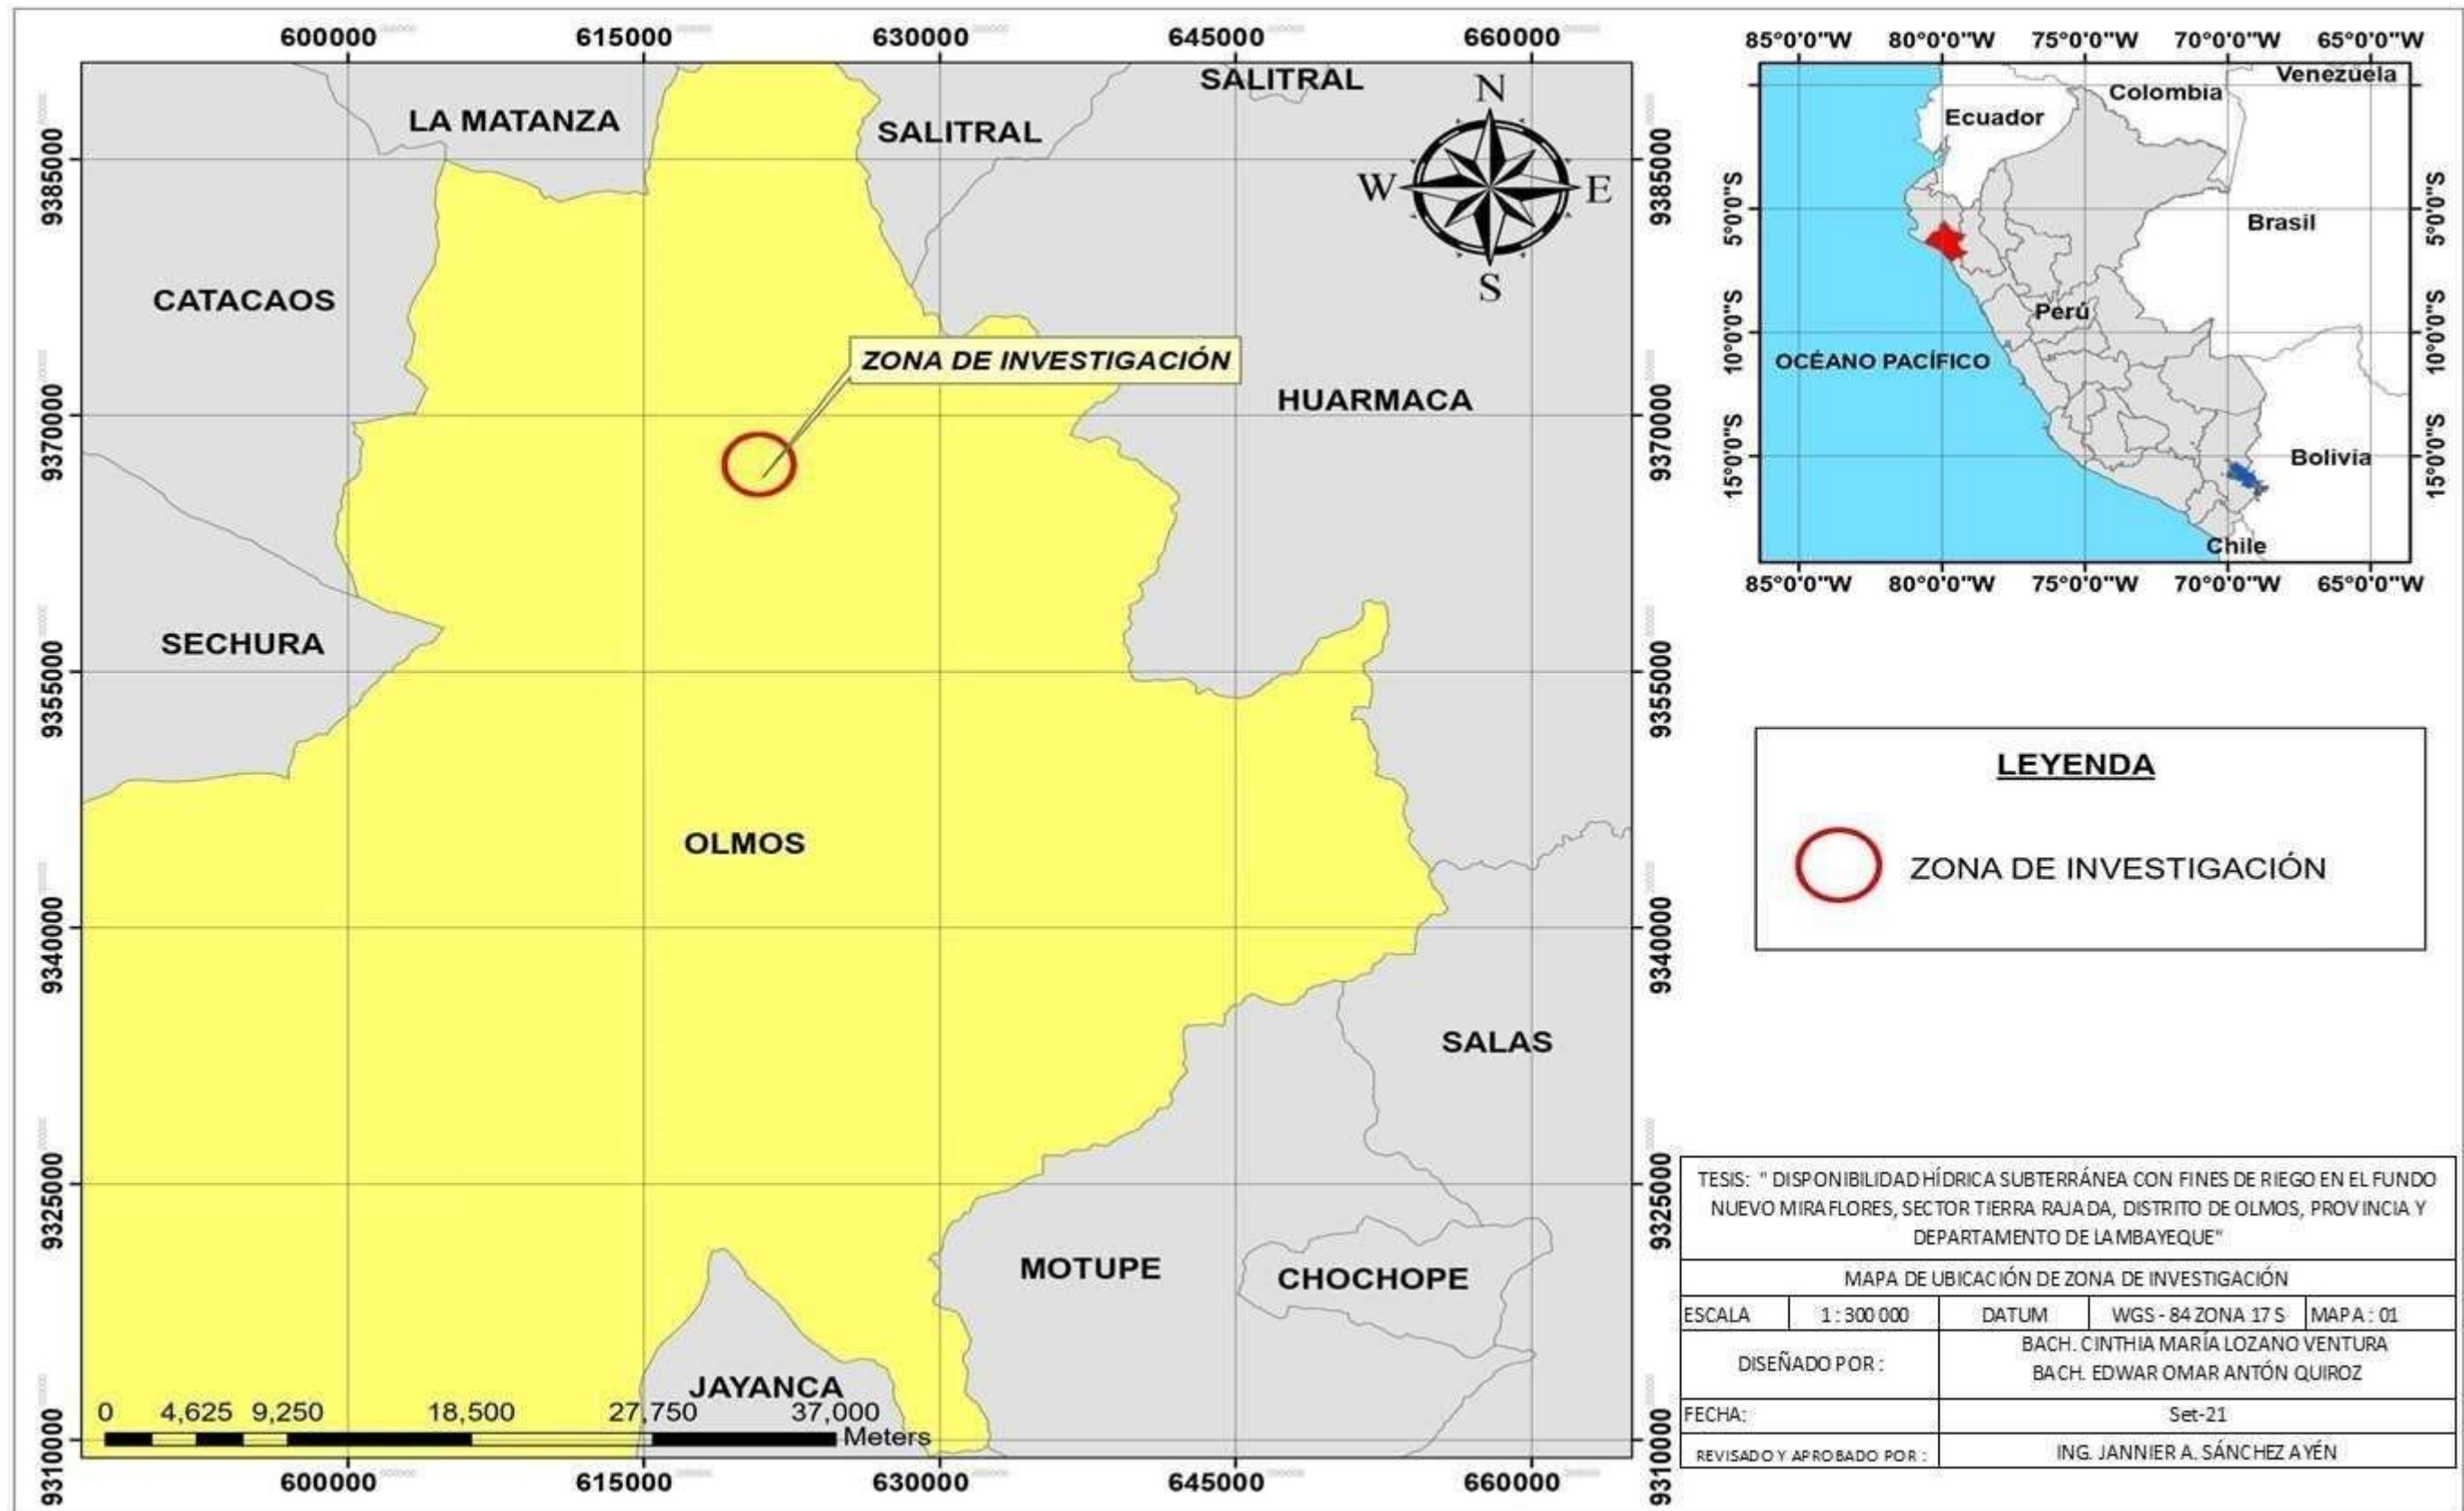 600000 615000 630000 645000 660000
9385000 9370000 9355000 9340000 9325000 9310000
LA MATANZA
SALITRAL
SALITRAL
CATACAOS
ZONA DE INVESTIGACIÓN
HUARMACA
SECHURA
OLMOS
SALAS
MOTUPE
CHOCHOPE
JAYANCA
N
W
E
S
0 4,625 9,250 18,500 27,750 37,000
Meters
9385000 9370000 9355000 9340000 9325000 9310000
600000 615000 630000 645000 660000
85°0'0"W 80°0'0"W 75°0'0"W 70°0'0"W 65°0'0"W
5°0'0"S 10°0'0"S 15°0'0"S
Venezuela
Colombia
Ecuador
Brasil
Perú
OCÉANO PACÍFICO
Bolivia
Chile
5°0'0"S 10°0'0"S 15°0'0"S
85°0'0"W 80°0'0"W 75°0'0"W 70°0'0"W 65°0'0"W
LEYENDA
ZONA DE INVESTIGACIÓN
TESIS: " DISPONIBILIDAD HÍDRICA SUBTERRÁNEA CON FINES DE RIEGO EN EL FUNDO
NUEVO MIRAFLORES, SECTOR TIERRA RAJADA, DISTRITO DE OLMOS, PROVINCIA Y
DEPARTAMENTO DE LAMBAYEQUE"
MAPA DE UBICACIÓN DE ZONA DE INVESTIGACIÓN
ESCALA 1 : 300 000 DATUM WGS - 84 ZONA 17 S MAPA : 01
DISEÑADO POR :
BACH. CINTHIA MARÍA LOZANO VENTURA
BACH. EDWAR OMAR ANTÓN QUIROZ
FECHA: Set-21
REVISADO Y APROBADO POR : ING. JANNIER A. SÁNCHEZ AYÉN